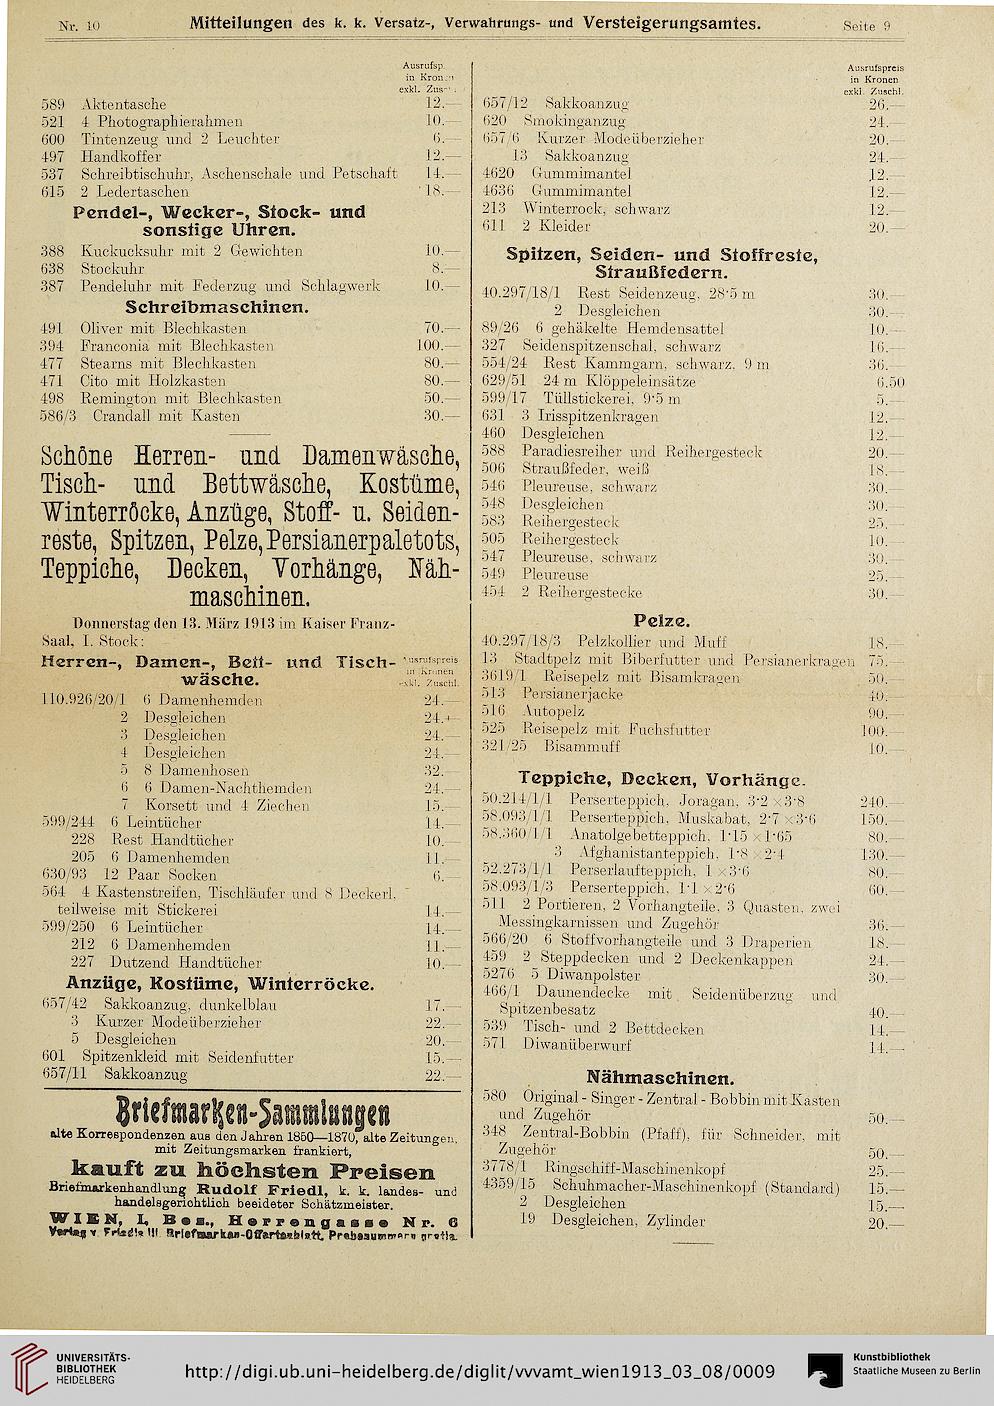 Nr. 10
Mitteilungen des k. k. Versatz-, Verwahrungs- und Versteigerungsamtes.
Seite 9
Ausrufsp.
in Kronen
exkl. Zus
589 Aktentasche 12.—
521 4 Photographierahmen 10.—
600 Tintenzeug und 2 Leuchter 6.—
497 Handkoffer 12.—
537 Schreibtischuhr, Aschenschale und Petschaft 14.—
615 2 Ledertaschen 18.—
Pendel-, Wecker-, Stock- und
sonstige Uhren.
388 Kuckucksuhr mit 2 Gewichten 10.—
638 Stockuhr 8.—
387 Pendeluhr mit Federzug und Schlagwerk 10.—
Schreibmaschinen.
491 Oliver mit Blechkasten 70.—
394 Franconia mit Blechkasten 100.—
477 Stearns mit Blechkasten 80.—
471 Cito mit Holzkasten 80.—
498 Remington mit Blechkasten 50.—
586/3 Crandall mit Kasten 30.—
Schöne Herren- und Damenwäsche,
Tisch- und Bettwäsche, Kostüme,
Winterröcke, Anzüge, Stoff- u. Seiden-
reste, Spitzen, Pelze, Persianerpaletots,
Teppiche, Decken, Vorhänge, Näh-
maschinen.
Donnerstag den 13. März 1913 im Kaiser Franz-
Saal, I. Stock:
Herren-, Damen-, Bett- und Tisch-
wäsche.
Ausrufspreis
in Kronen
exkl. Zuschl.
110.926/20/1 6 Damenhemden 24.—
2 Desgleichen 24.—
3 Desgleichen 24.—
4 Desgleichen 24.—
5 8 Damenhosen 32.—
6 6 Damen-Nachthemden 24.—
7 Korsett und 4 Ziechen 15.—
599/244 6 Leintücher 14.—
228 Rest Handtücher 10.—
205 6 Damenhemden 11.—
630/93 12 Paar Socken 6.—
564 4 Kastenstreifen, Tischläufer und 8 Deckerl,
teilweise mit Stickerei 14.—
599/250 6 Leintücher 14.—
212 6 Damenhemden 11.—
227 Dutzend Handtücher 10.—
Anzüge, Kostüme, Winterröcke.
657/42 Sakkoanzug, dunkelblau 17.—
3 Kurzer Modeüberzieher 22.—
5 Desgleichen 20.—
601 Spitzenkleid mit Seidenfutter 15.—
657/11 Sakkoanzug 22.—
Briefmarken-Sammlungen
alte Korrespondenzen aus den Jahren 1850—1870, alte Zeitungen,
mit Zeitungsmarken frankiert,
kauft zu höchsten Preisen
Briefmarkenhandlung Rudolf Friedl, k. k. landes- und
handelsgerichtlich beeideter Schätzmeister.
WIEN, I., Bez., Herrengasse Nr. 6
Verlag v. Friedls Ill. Briefmarken-Offertenblatt, Probenummern gratis.
Ausrufspreis
in Kronen
exkl. Zuschl.
657/12 Sakkoanzug 26.—
620 Smokinganzug 24.—
657/6 Kurzer Modeüberzieher 20.—
13 Sakkoanzug 24.—
4620 Gummimantel 12.—
4636 Gummimantel 12.—
213 Winterrock, schwarz 12.—
611 2 Kleider 20.—
Spitzen, Seiden- und Stoffreste,
Straußfedern.
40.297/18/1 Rest Seidenzeug, 28·5 m 30.—
2 Desgleichen 30.—
89/26 6 gehäkelte Hemdensattel 10.—
327 Seidenspitzenschal, schwarz 16.—
554/24 Rest Kammgarn, schwarz, 9 m 36.—
629/51 24 m Klöppeleinsätze 6.50
599/17 Tüllstickerei, 9·5 m 5.—
631 3 Irisspitzenkragen 12.—
460 Desgleichen 12.—
588 Paradiesreiher und Reihergesteck 20.—
506 Straußfeder, weiß 18.—
546 Pleureuse, schwarz 30.—
548 Desgleichen 30.—
583 Reihergesteck 25.—
505 Reihergesteck 10.—
547 Pleureuse, schwarz 30.—
549 Pleureuse 25.—
454 2 Reihergestecke 30.—
Pelze.
40.297/18/3 Pelzkollier und Muff 18.—
13 Stadtpelz mit Biberfutter und Persianerkragen 75.—
3619/1 Reisepelz mit Bisamkragen 50.—
513 Persianerjacke 40.—
516 Autopelz 90.—
525 Reisepelz mit Fuchsfutter 100.—
321/25 Bisammuff 10.—
Teppiche, Decken, Vorhänge.
50.214/1/1 Perserteppich, Joragan, 3·2 × 3·8 240.—
58.093/1/1 Perserteppich, Muskabat, 2·7 × 3·6 150.—
58.360/1/1 Anatolgebetteppich, 1·15 × 1·65 80.—
3 Afghanistanteppich, 1·8 × 2·4 130.—
52.273/1/1 Perserlaufteppich, 1 × 3·6 80.—
58.093/1/3 Perserteppich, 1·1 × 2·6 60.—
511 2 Portieren, 2 Vorhangteile, 3 Quasten, zwei
Messingkarnissen und Zugehör 36.—
566/20 6 Stoffvorhangteile und 3 Draperien 18.—
459 2 Steppdecken und 2 Deckenkappen 24.—
5276 5 Diwanpolster 30.—
466/1 Daunendecke mit Seidenüberzug und
Spitzenbesatz 40.—
539 Tisch- und 2 Bettdecken 14.—
571 Diwanüberwurf 14.—
Nähmaschinen.
580 Original-Singer-Zentral-Bobbin mit Kasten
und Zugehör 50.—
348 Zentral-Bobbin (Pfaff), für Schneider, mit
Zugehör 50.—
3778/1 Ringschiff-Maschinenkopf 25.—
4359/15 Schuhmacher-Maschinenkopf (Standard) 15.—
2 Desgleichen 15.—
19 Desgleichen, Zylinder 20.—
UNIVERSITÄTS-
BIBLIOTHEK
HEIDELBERG
http://digi.ub.uni-heidelberg.de/diglit/vvvamt_wien1913_03_08/0009
Kunstbibliothek
Staatliche Museen zu Berlin